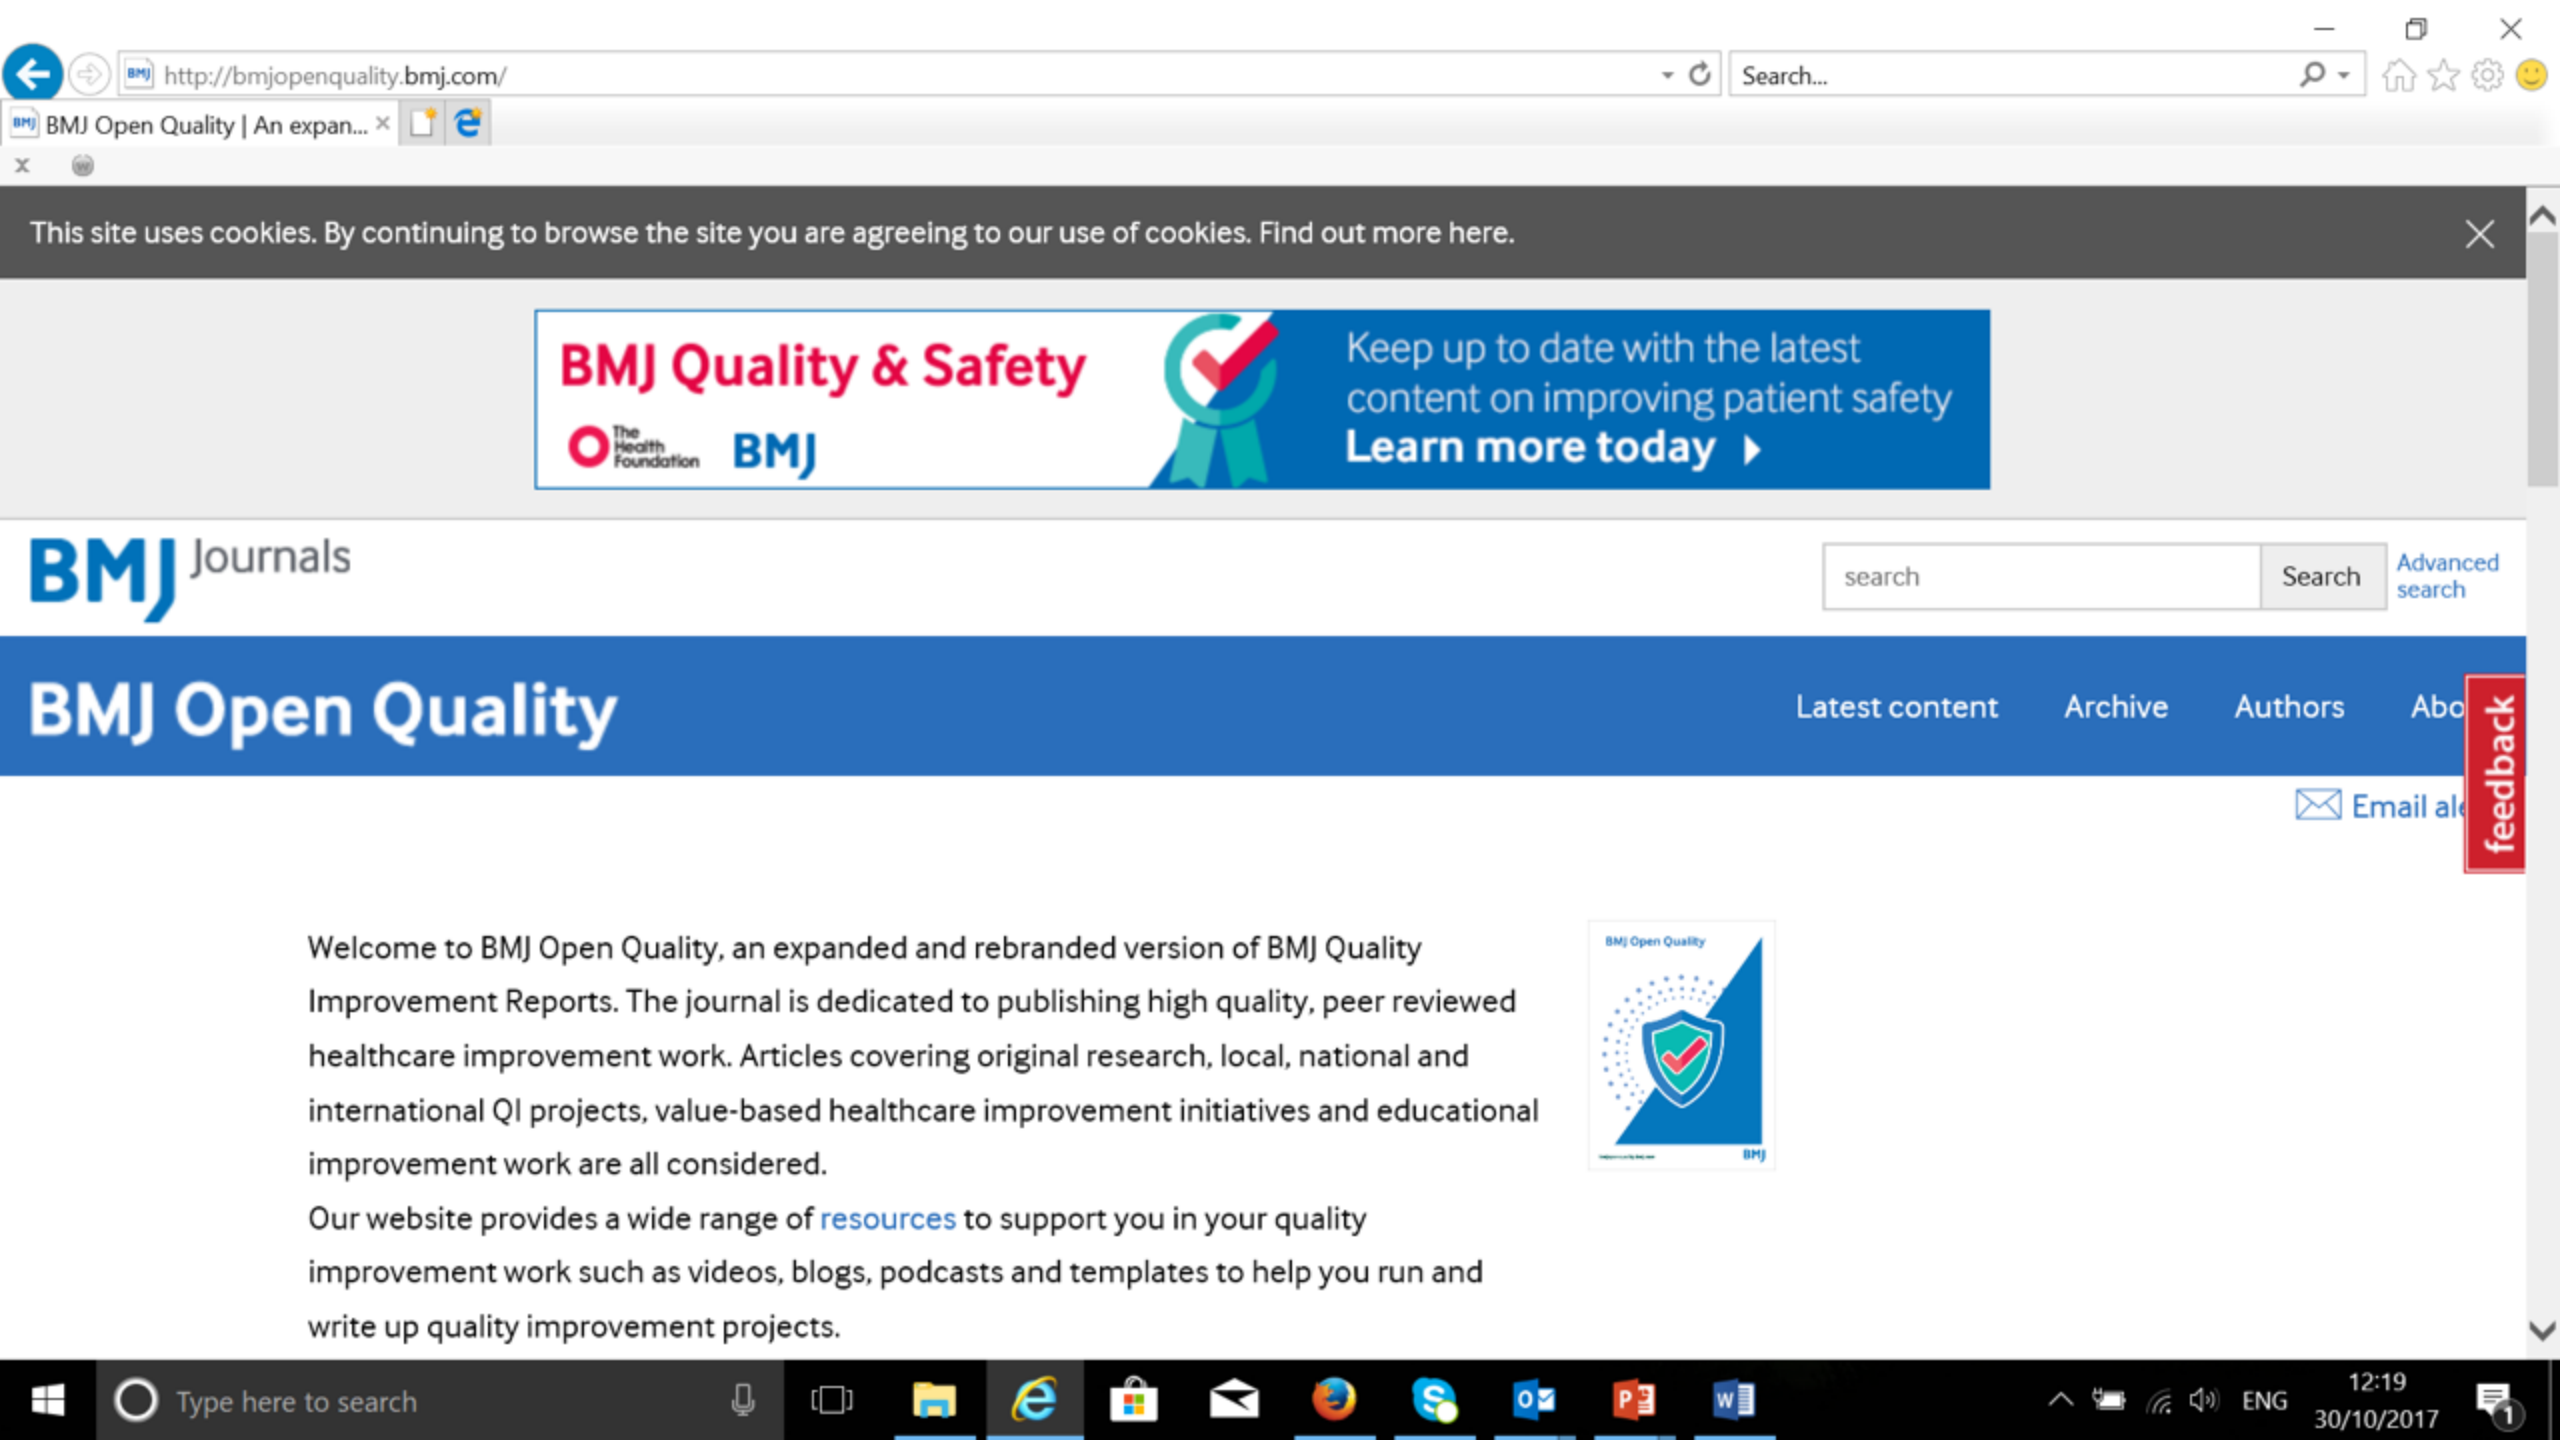 http://bmjopenquality.bmj.com/
Search...
BMJ Open Quality | An expan...
This site uses cookies. By continuing to browse the site you are agreeing to our use of cookies. Find out more here.
BMJ Quality & Safety
The Health Foundation
BMJ
Keep up to date with the latest
content on improving patient safety
Learn more today
BMJ Journals
search
Search
Advanced
search
BMJ Open Quality
Latest content
Archive
Authors
Abo
feedback
Email ale
Welcome to BMJ Open Quality, an expanded and rebranded version of BMJ Quality
Improvement Reports. The journal is dedicated to publishing high quality, peer reviewed
healthcare improvement work. Articles covering original research, local, national and
international QI projects, value-based healthcare improvement initiatives and educational
improvement work are all considered.
BMJ Open Quality
BMJ
Our website provides a wide range of resources to support you in your quality
improvement work such as videos, blogs, podcasts and templates to help you run and
write up quality improvement projects.
Type here to search
ENG
12:19
30/10/2017
1